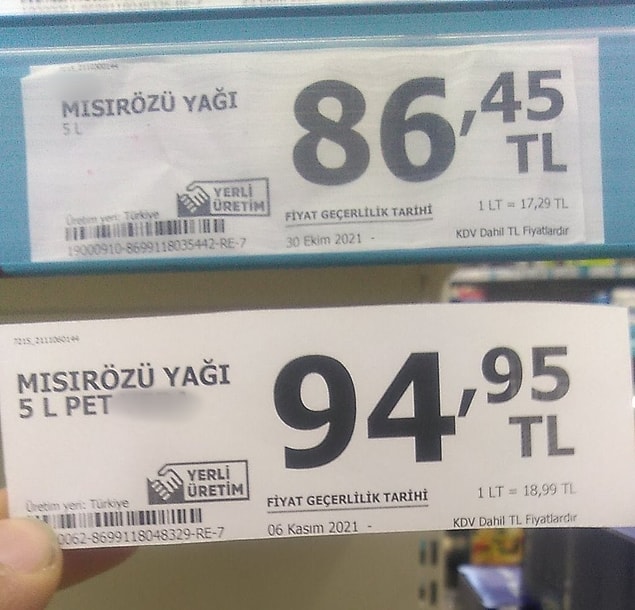 MISIRÖZÜ YAĞI
5 L
86,45
TL
YERLİ
ÜRETİM
Üretim yeri: Türkiye
FİYAT GEÇERLİLİK TARİHİ
1 LT = 17,29 TL
19000910-8699118035442-RE-7
30 Ekim 2021 -
KDV Dahil TL Fiyatlardır
7215_2111060144
MISIRÖZÜ YAĞI
5 L PET
94,95
TL
YERLİ
ÜRETİM
Üretim yeri: Türkiye
FİYAT GEÇERLİLİK TARİHİ
1 LT = 18,99 TL
0062-8699118048329-RE-7
06 Kasım 2021 -
KDV Dahil TL Fiyatlardır